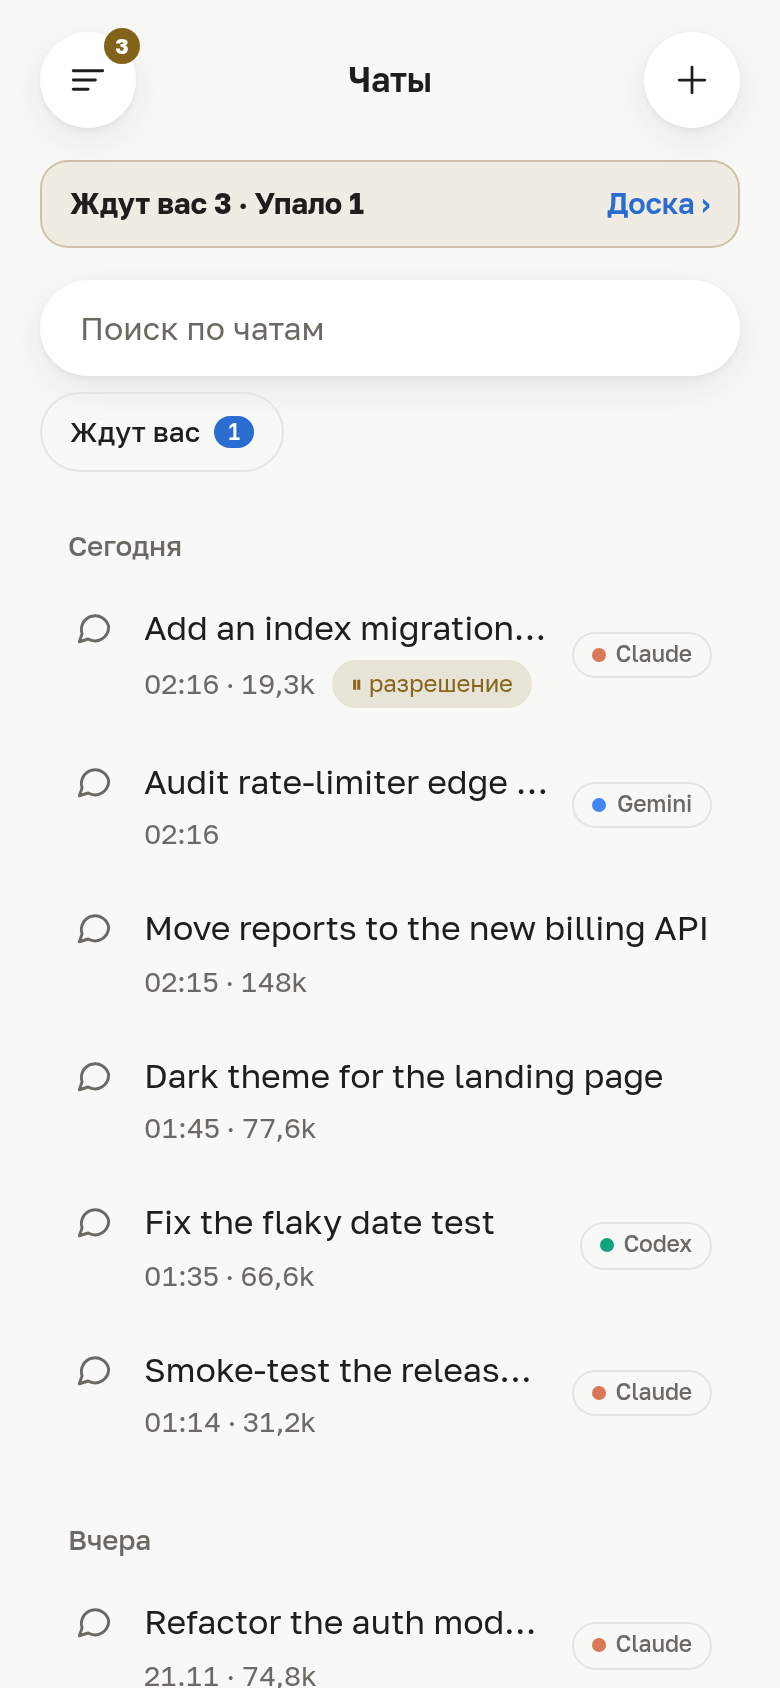 3
Чаты
Ждут вас 3 · Упало 1
Доска ›
Поиск по чатам
Ждут вас 1
Сегодня
Add an index migration…
Claude
02:16 · 19,3k
разрешение
Audit rate-limiter edge …
Gemini
02:16
Move reports to the new billing API
02:15 · 148k
Dark theme for the landing page
01:45 · 77,6k
Fix the flaky date test
Codex
01:35 · 66,6k
Smoke-test the releas…
Claude
01:14 · 31,2k
Вчера
Refactor the auth mod…
Claude
21.11 · 74,8k